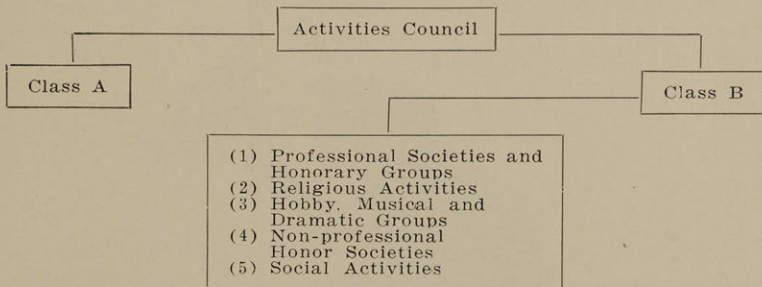 Activities Council
Class A
Class B
(1) Professional Societies and
Honorary Groups
(2) Religious Activities
(3) Hobby. Musical and
Dramatic Groups
(4) Non-professional
Honor Societies
(5) Social Activities